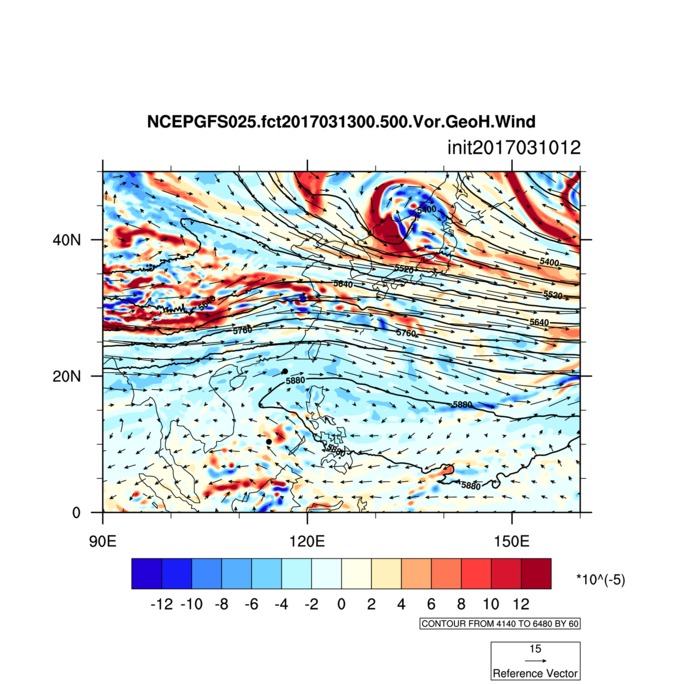 NCEPGFS025.fct2017031300.500.Vor.GeoH.Wind
init2017031012
5400
40N
5400
5520
5640
5520
5640
5760
5760
20N
5880
5880
5880
5880
0
90E 120E 150E
-12 -10 -8 -6 -4 -2 0 2 4 6 8 10 12
*10^(-5)
CONTOUR FROM 4140 TO 6480 BY 60
15
Reference Vector